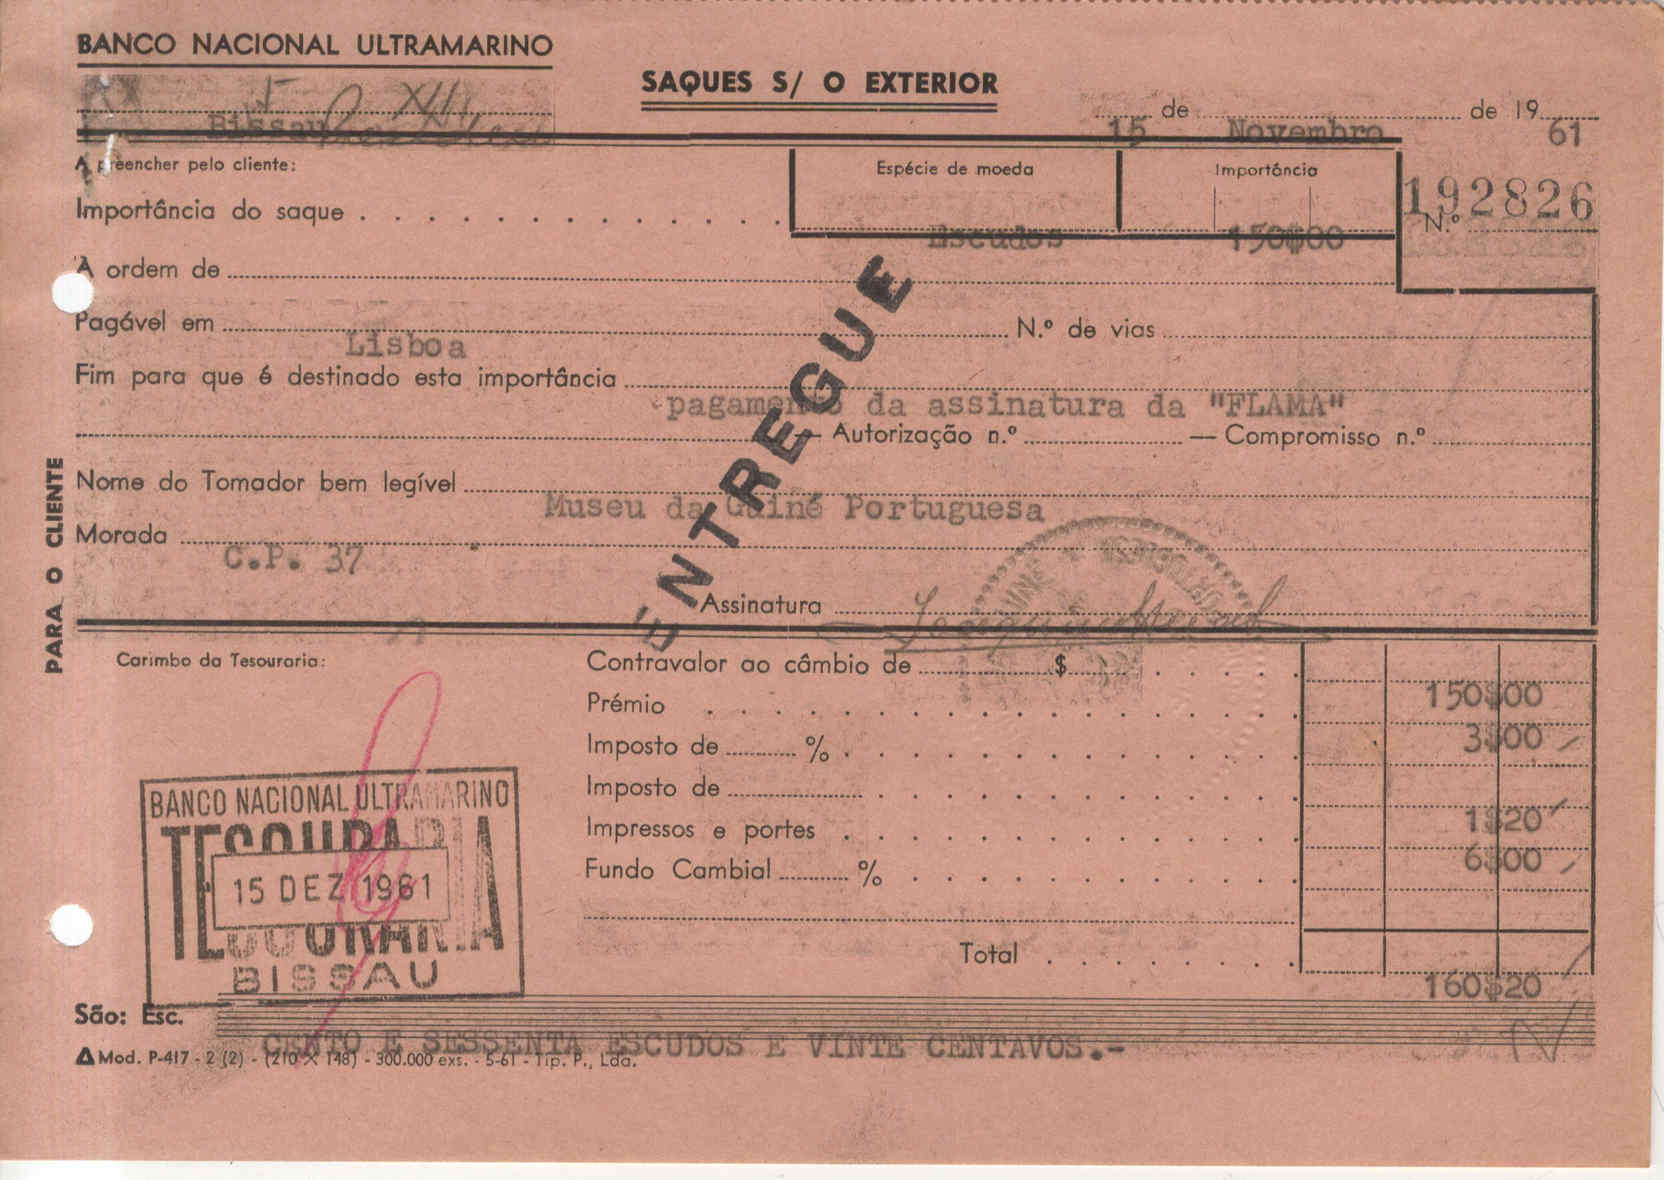 BANCO NACIONAL ULTRAMARINO
SAQUES S/ O EXTERIOR
Bissau
15 de Novembro de 1961
A preencher pelo cliente:
Espécie de moeda
Importância
Importância do saque
Escudos
150$00
N.º 192826
À ordem de
Pagável em Lisboa
N.º de vias
Fim para que é destinado esta importância
pagamento da assinatura da "FLAMA"
— Autorização n.º — Compromisso n.º
Nome do Tomador bem legível
Museu da Guiné Portuguesa
Morada
C.P. 37
Assinatura
ENTREGUE
PARA O CLIENTE
Carimbo da Tesouraria:
Contravalor ao câmbio de $ 150$00
Prémio 3$00
Imposto de %
Imposto de 1$20
Impressos e portes 6$00
Fundo Cambial %
Total 160$20
BANCO NACIONAL ULTRAMARINO
TESOURARIA
15 DEZ 1961
TESOURARIA
BISSAU
São: Esc.
CENTO E SESSENTA ESCUDOS E VINTE CENTAVOS.-
Mod. P-417 - 2 (2) - (210 X 148) - 300.000 exs. - 5-61 - Tip. P., Lda.